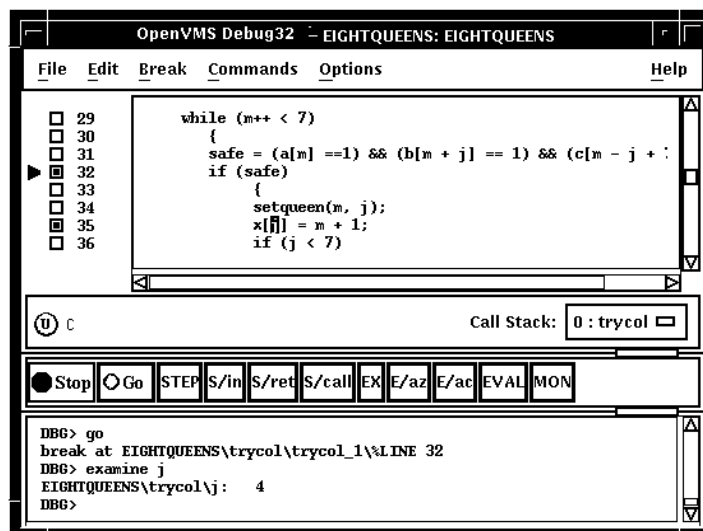 OpenVMS Debug32 – EIGHTQUEENS: EIGHTQUEENS
File Edit Break Commands Options Help
29 while (m++ < 7)
30 {
31 safe = (a[m] ==1) && (b[m + j] == 1) && (c[m - j +
32 if (safe)
33 {
34 setqueen(m, j);
35 x[j] = m + 1;
36 if (j < 7)
U C Call Stack: 0 : trycol
Stop Go STEP S/in S/ret S/call EX E/az E/ac EVAL MON
DBG> go
break at EIGHTQUEENS\trycol\trycol_1\%LINE 32
DBG> examine j
EIGHTQUEENS\trycol\j: 4
DBG>